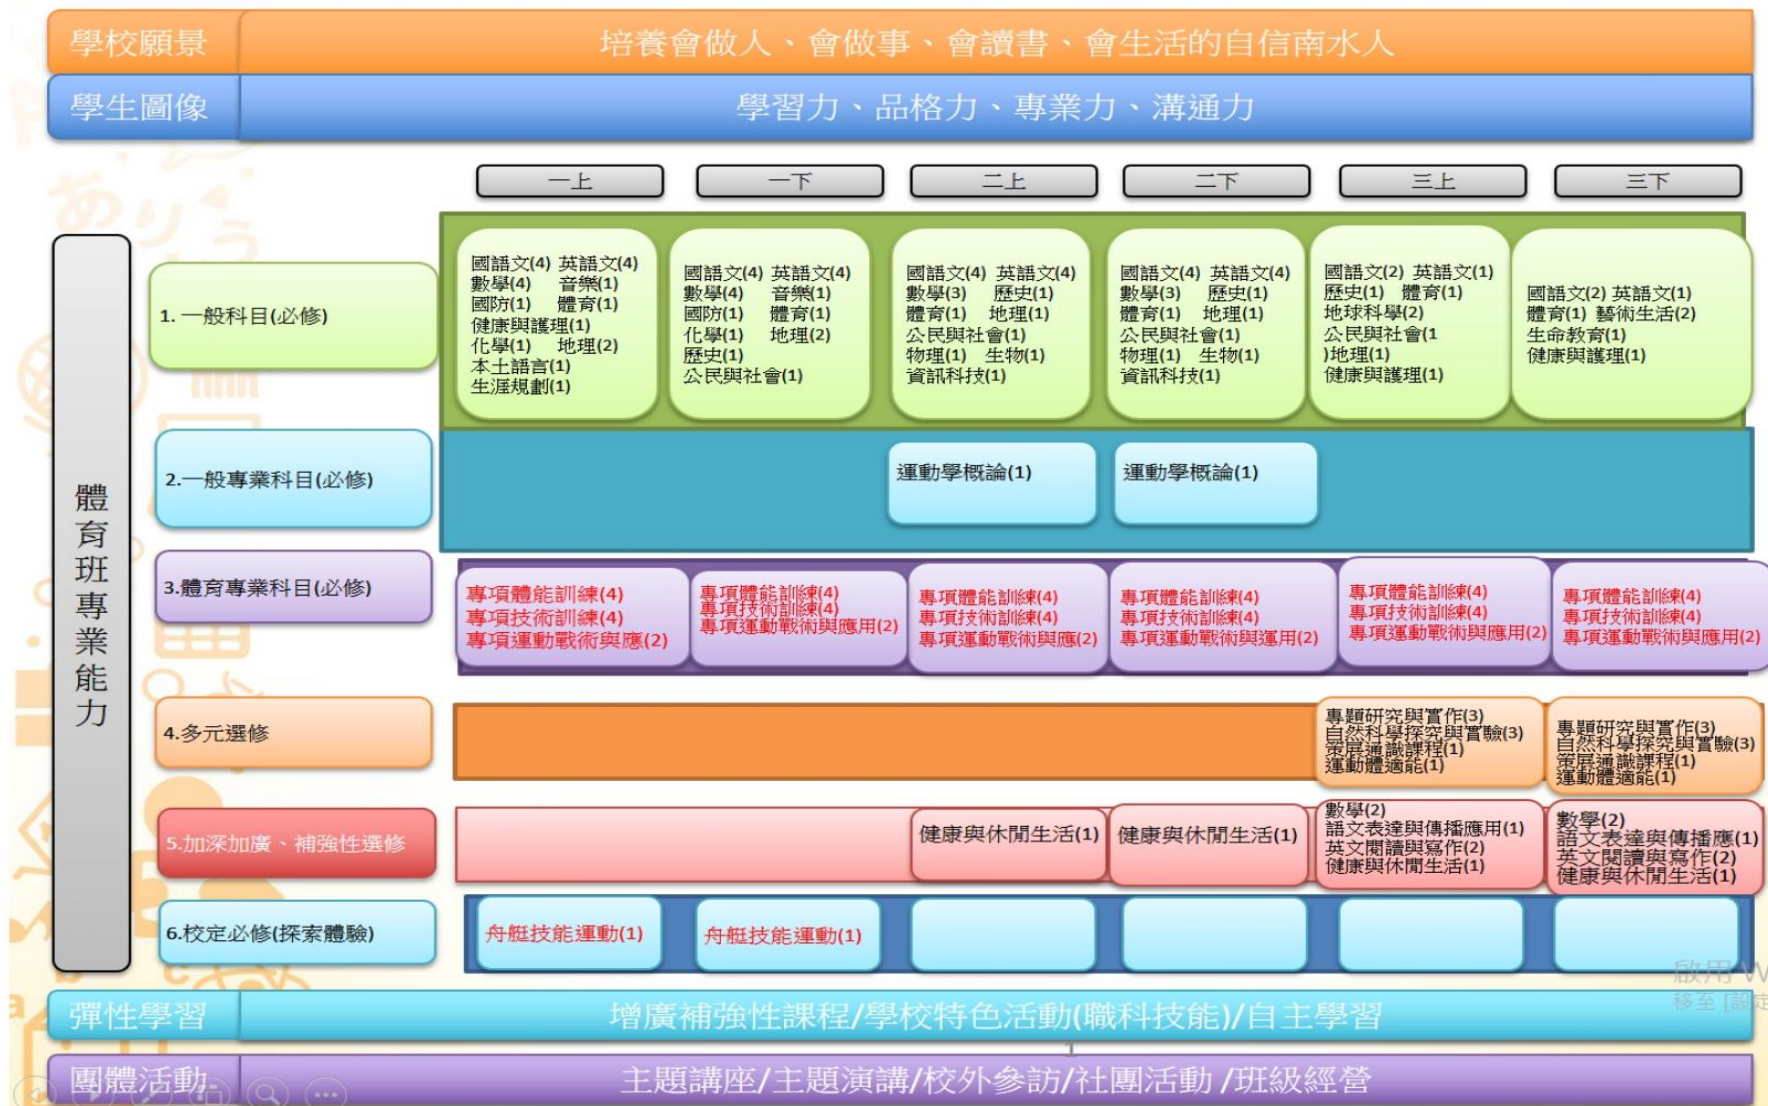 學校願景
培養會做人、會做事、會讀書、會生活的自信南水人
學生圖像
學習力、品格力、專業力、溝通力
一上
一下
二上
二下
三上
三下
體育班專業能力
1. 一般科目(必修)
國語文(4) 英語文(4)
數學(4) 音樂(1)
國防(1) 體育(1)
健康與護理(1)
化學(1) 地理(2)
本土語言(1)
生涯規劃(1)
國語文(4) 英語文(4)
數學(4) 音樂(1)
國防(1) 體育(1)
化學(1) 地理(2)
歷史(1)
公民與社會(1)
國語文(4) 英語文(4)
數學(3) 歷史(1)
體育(1) 地理(1)
公民與社會(1)
物理(1) 生物(1)
資訊科技(1)
國語文(4) 英語文(4)
數學(3) 歷史(1)
體育(1) 地理(1)
公民與社會(1)
物理(1) 生物(1)
資訊科技(1)
國語文(2) 英語文(1)
歷史(1) 體育(1)
地球科學(2)
公民與社會(1
)地理(1)
健康與護理(1)
國語文(2) 英語文(1)
體育(1) 藝術生活(2)
生命教育(1)
健康與護理(1)
2.一般專業科目(必修)
運動學概論(1)
運動學概論(1)
3.體育專業科目(必修)
專項體能訓練(4)
專項技術訓練(4)
專項運動戰術與應(2)
專項體能訓練(4)
專項技術訓練(4)
專項運動戰術與應用(2)
專項體能訓練(4)
專項技術訓練(4)
專項運動戰術與應(2)
專項體能訓練(4)
專項技術訓練(4)
專項運動戰術與運用(2)
專項體能訓練(4)
專項技術訓練(4)
專項運動戰術與應用(2)
專項體能訓練(4)
專項技術訓練(4)
專項運動戰術與應用(2)
4.多元選修
專題研究與實作(3)
自然科學探究與實驗(3)
策展通識課程(1)
運動體適能(1)
專題研究與實作(3)
自然科學探究與實驗(3)
策展通識課程(1)
運動體適能(1)
5.加深加廣、補強性選修
健康與休閒生活(1)
健康與休閒生活(1)
數學(2)
語文表達與傳播應用(1)
英文閱讀與寫作(2)
健康與休閒生活(1)
數學(2)
語文表達與傳播應(1)
英文閱讀與寫作(2)
健康與休閒生活(1)
6.校定必修(探索體驗)
舟艇技能運動(1)
舟艇技能運動(1)
啟用 W
移至 [設定
彈性學習
增廣補強性課程/學校特色活動(職科技能)/自主學習
1
團體活動
主題講座/主題演講/校外參訪/社團活動 /班級經營